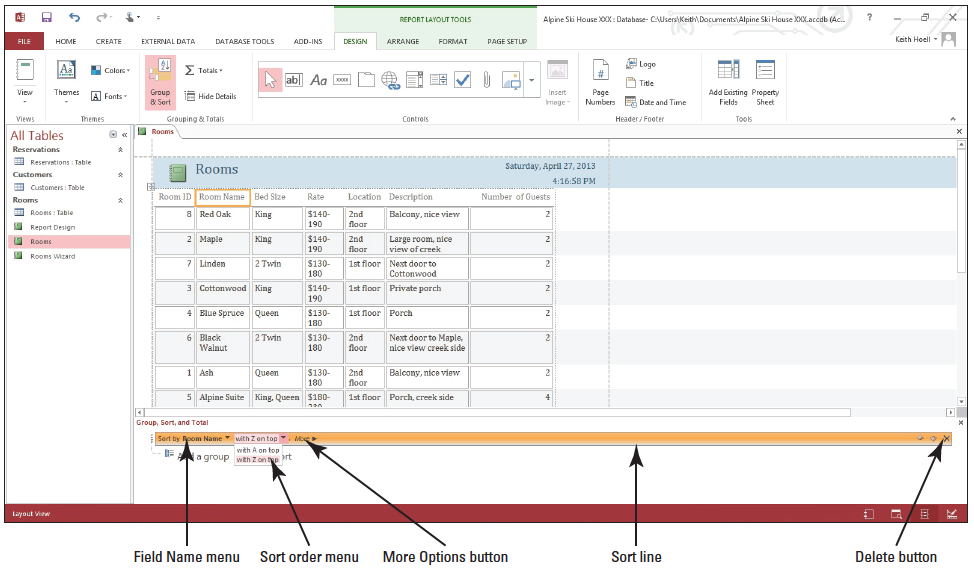 REPORT LAYOUT TOOLS
Alpine Ski House XXX : Database- C:\Users\Keith\Documents\Alpine Ski House XXX.accdb (Ac...
FILE HOME CREATE EXTERNAL DATA DATABASE TOOLS ADD-INS DESIGN ARRANGE FORMAT PAGE SETUP
Keith Hoell
View
Themes
Colors
Fonts
Group & Sort
Totals
Hide Details
ab|
Aa
xxxx
Insert Image
Page Numbers
Logo
Title
Date and Time
Add Existing Fields
Property Sheet
Views Themes Grouping & Totals Controls Header / Footer Tools
All Tables
Reservations
Reservations : Table
Customers
Customers : Table
Rooms
Rooms : Table
Report Design
Rooms
Rooms Wizard
Rooms
Rooms
Saturday, April 27, 2013
4:16:58 PM
Room ID Room Name Bed Size Rate Location Description Number of Guests
8 Red Oak King $140-190 2nd floor Balcony, nice view 2
2 Maple King $140-190 2nd floor Large room, nice view of creek 2
7 Linden 2 Twin $130-180 1st floor Next door to Cottonwood 2
3 Cottonwood King $140-190 1st floor Private porch 2
4 Blue Spruce Queen $130-180 1st floor Porch 2
6 Black Walnut 2 Twin $130-180 2nd floor Next door to Maple, nice view creek side 2
1 Ash Queen $130-180 2nd floor Balcony, nice view 2
5 Alpine Suite King, Queen $180-230 1st floor Porch, creek side 4
Group, Sort, and Total
Sort by Room Name with Z on top , More
with A on top
with Z on top
Add a group
Layout View
Field Name menu Sort order menu More Options button Sort line Delete button